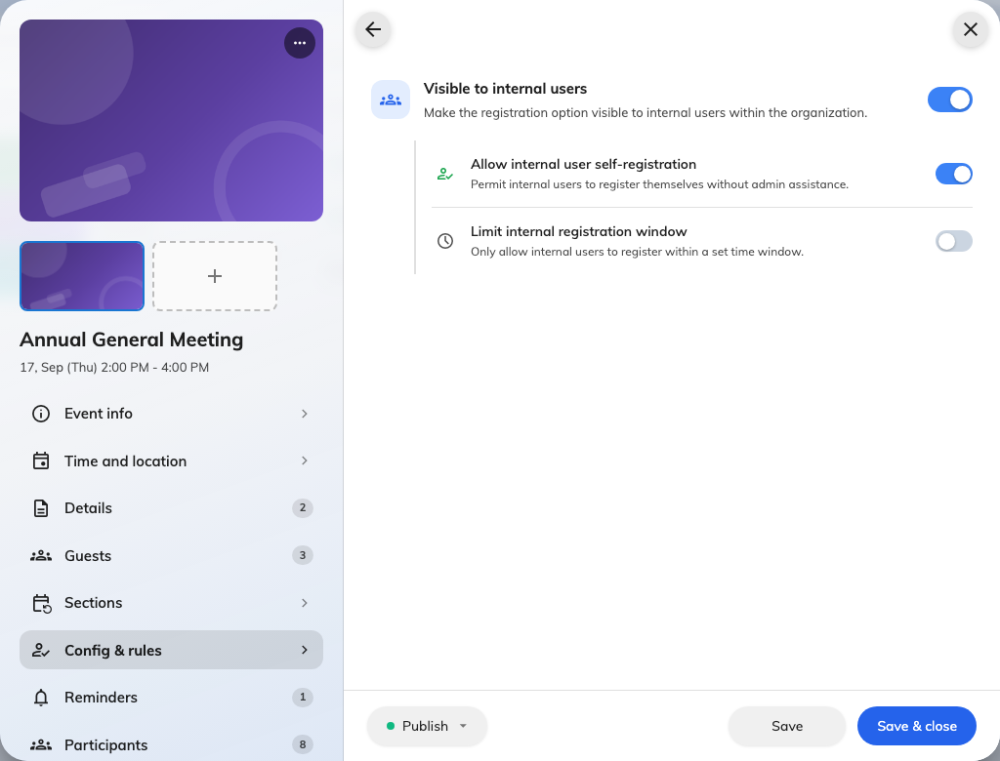 Annual General Meeting
17, Sep (Thu) 2:00 PM - 4:00 PM
Event info
Time and location
Details
2
Guests
3
Sections
Config & rules
Reminders
1
Participants
8
Visible to internal users
Make the registration option visible to internal users within the organization.
Allow internal user self-registration
Permit internal users to register themselves without admin assistance.
Limit internal registration window
Only allow internal users to register within a set time window.
Publish
Save
Save & close